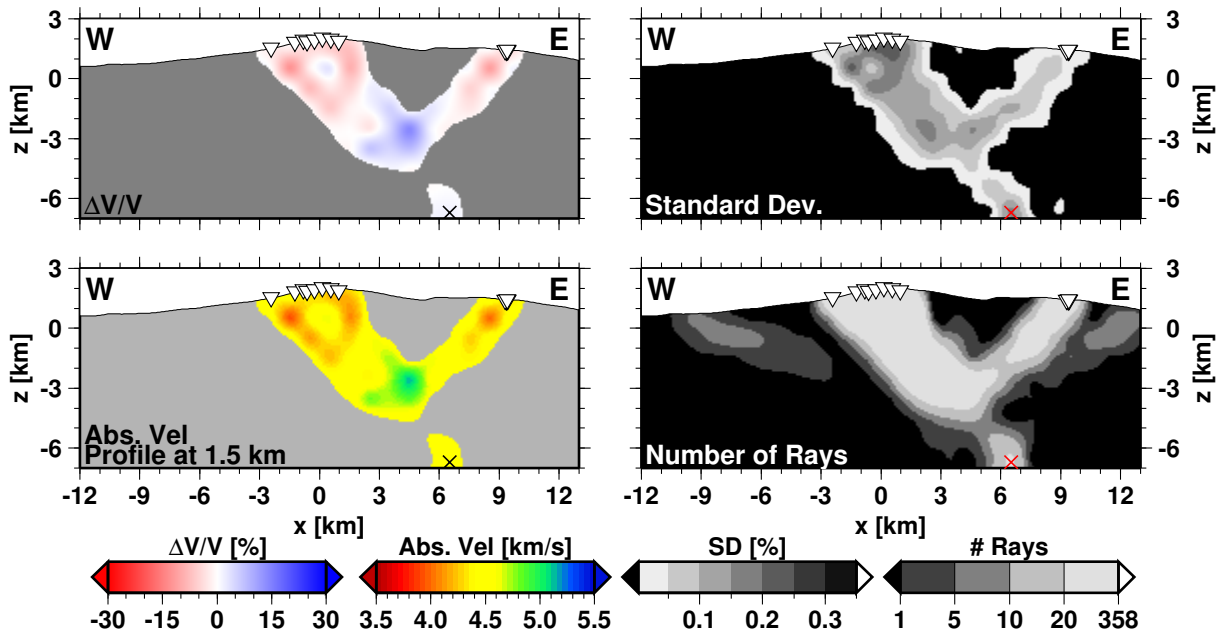 3
0
-3
-6
z [km]
W
E
ΔV/V
3
0
-3
-6
z [km]
Standard Dev.
3
0
-3
-6
z [km]
W
E
Abs. Vel
Profile at 1.5 km
-12 -9 -6 -3 0 3 6 9 12
x [km]
W
E
3
0
-3
-6
z [km]
Number of Rays
-12 -9 -6 -3 0 3 6 9 12
x [km]
ΔV/V [%]
-30 -15 0 15 30
Abs. Vel [km/s]
3.5 4.0 4.5 5.0 5.5
SD [%]
0.1 0.2 0.3
# Rays
1 5 10 20 358